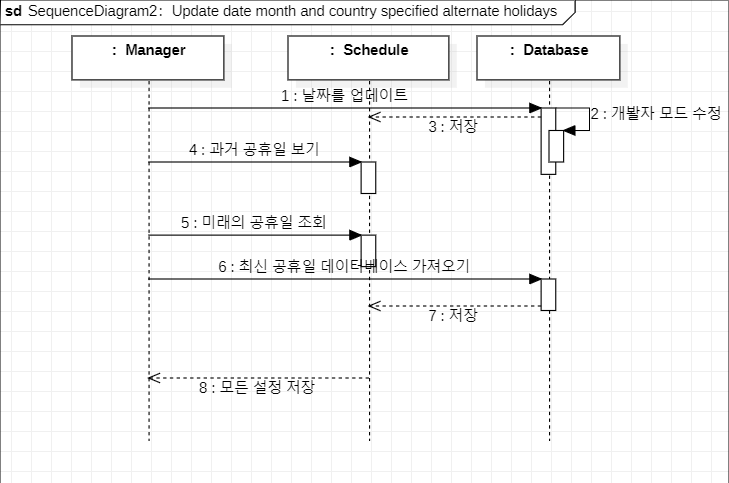 sd SequenceDiagram2: Update date month and country specified alternate holidays
: Manager
: Schedule
: Database
1 : 날짜를 업데이트
2 : 개발자 모드 수정
3 : 저장
4 : 과거 공휴일 보기
5 : 미래의 공휴일 조회
6 : 최신 공휴일 데이터베이스 가져오기
7 : 저장
8 : 모든 설정 저장